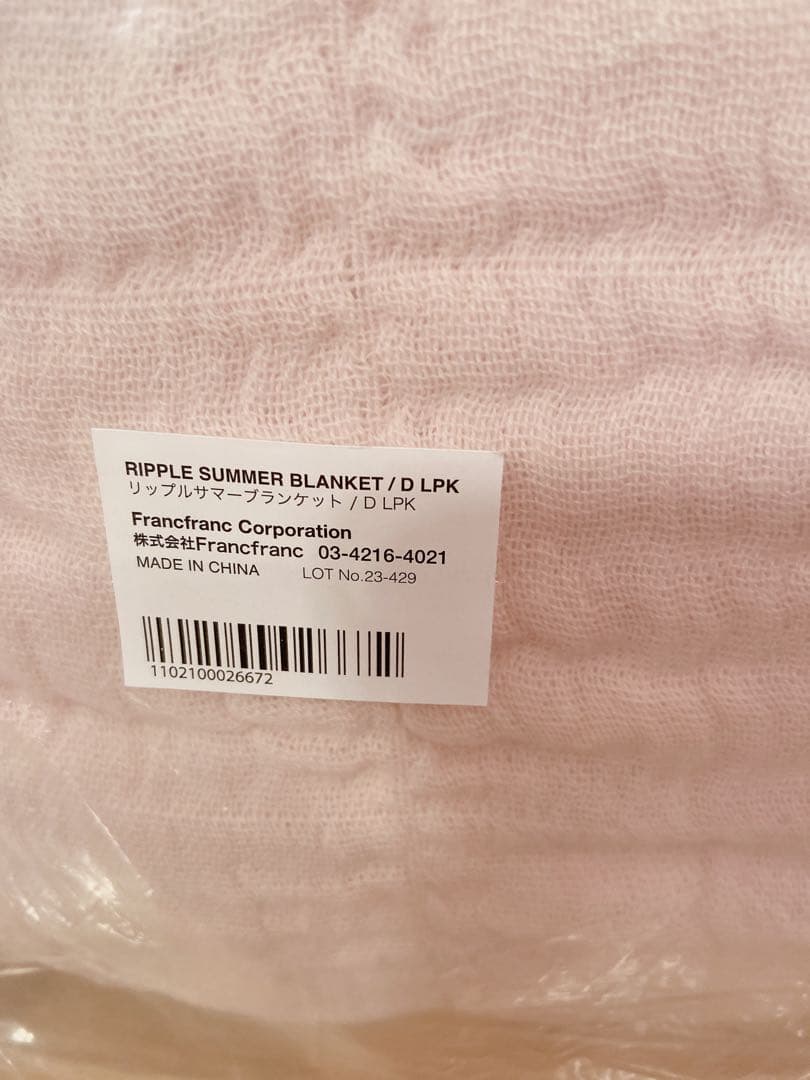 RIPPLE SUMMER BLANKET / D LPK
リップルサマーブランケット / D LPK
Francfranc Corporation
株式会社Francfranc 03-4216-4021
MADE IN CHINA LOT No.23-429
1102100026672